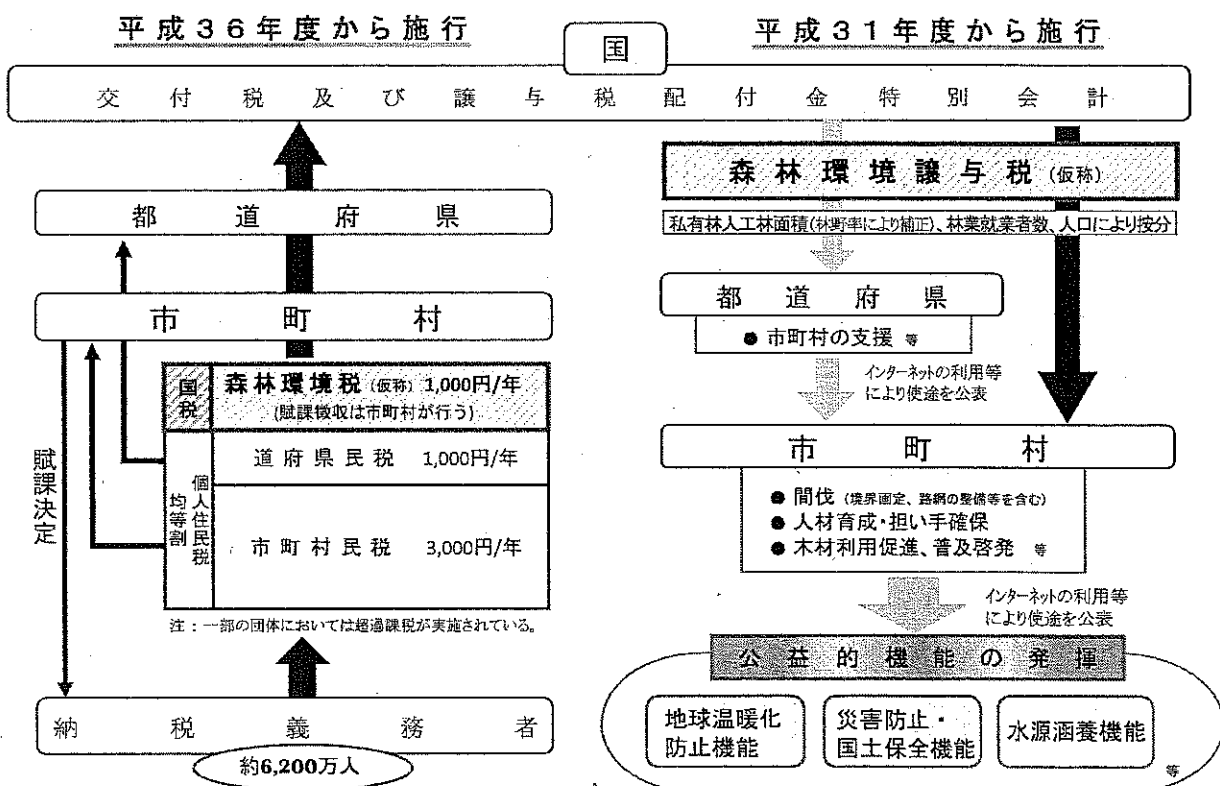 平成36年度から施行
国
平成31年度から施行
交付税及び譲与税配付金特別会計
都道府県
市町村
国税
森林環境税(仮称) 1,000円/年
(賦課徴収は市町村が行う)
個人住民税
均等割
道府県民税 1,000円/年
市町村民税 3,000円/年
賦課決定
注:一部の団体においては超過課税が実施されている。
納税義務者
約6,200万人
森林環境譲与税(仮称)
私有林人工林面積(林野率により補正)、林業就業者数、人口により按分
都道府県
● 市町村の支援 等
インターネットの利用等
により使途を公表
市町村
● 間伐(境界画定、路網の整備等を含む)
● 人材育成・担い手確保
● 木材利用促進、普及啓発 等
インターネットの利用等
により使途を公表
公益的機能の発揮
地球温暖化
防止機能
災害防止・
国土保全機能
水源涵養機能
等